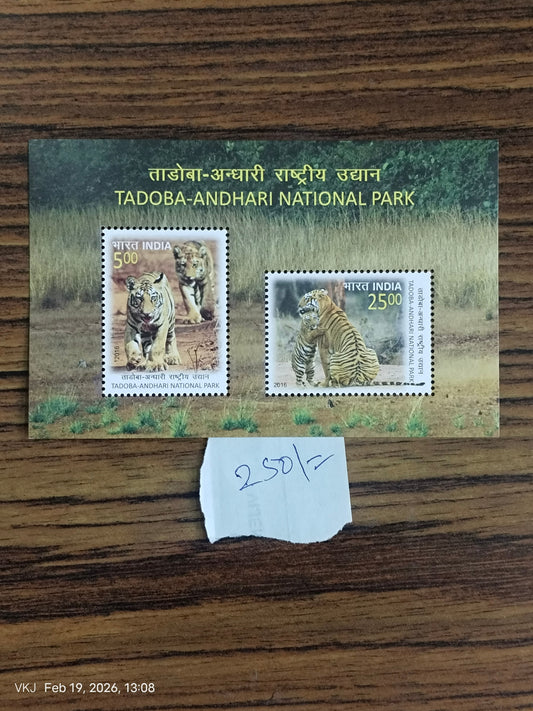 ताडोबा-अन्धारी राष्ट्रीय उद्यान
TADOBA-ANDHARI NATIONAL PARK
भारत INDIA
5.00
2016
ताडोबा-अन्धारी राष्ट्रीय उद्यान
TADOBA-ANDHARI NATIONAL PARK
भारत INDIA
25.00
2016
ताडोबा-अन्धारी राष्ट्रीय उद्यान
TADOBA-ANDHARI NATIONAL PARK
250/=
VKJ Feb 19, 2026, 13:08